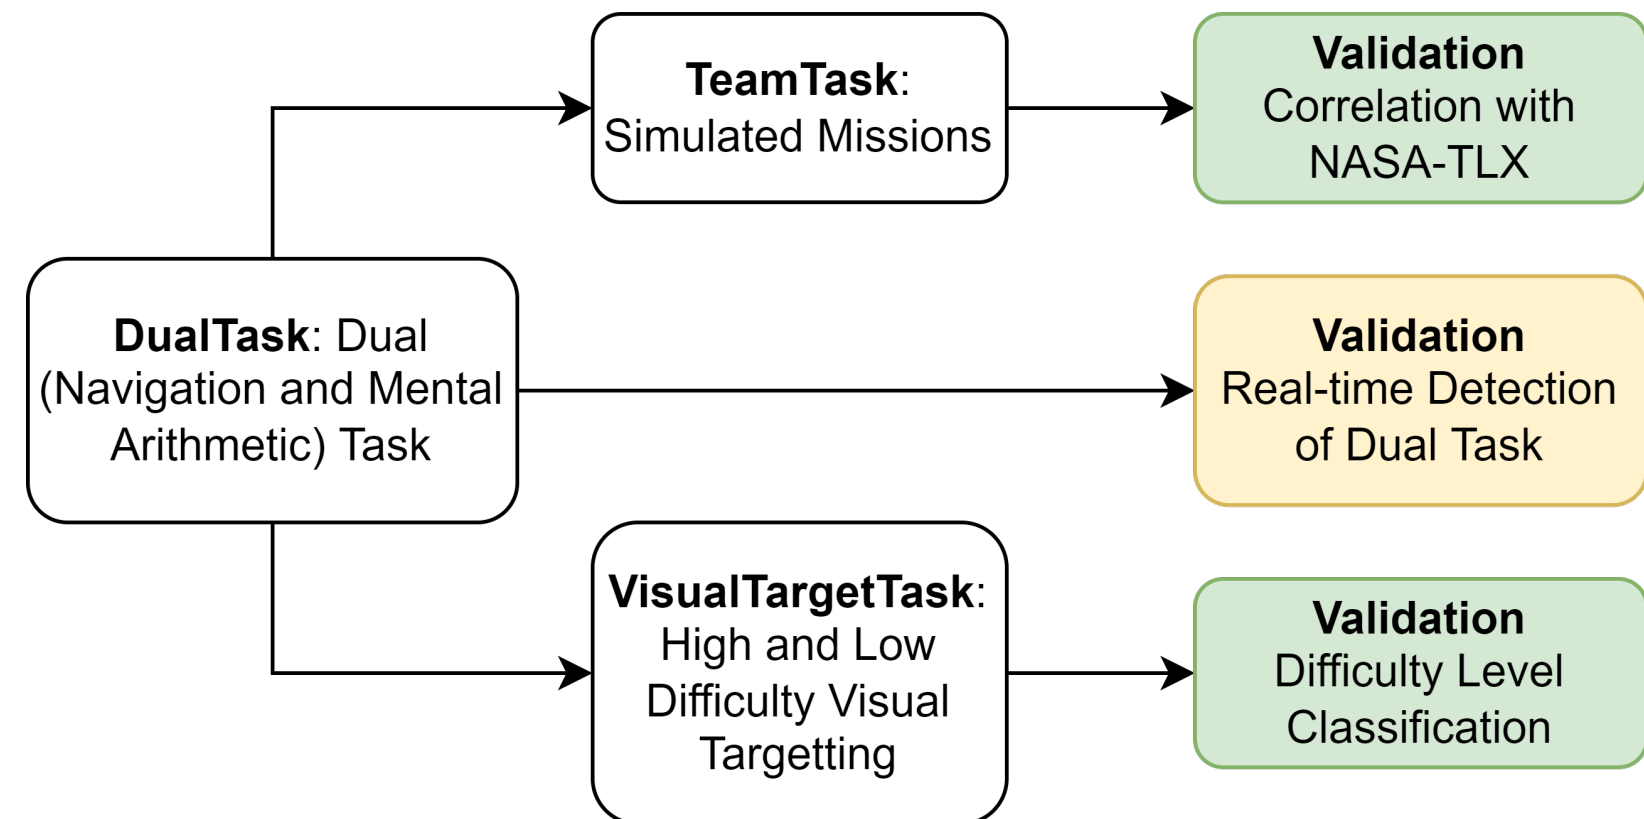 TeamTask:
Simulated Missions
Validation
Correlation with
NASA-TLX
DualTask: Dual
(Navigation and Mental
Arithmetic) Task
Validation
Real-time Detection
of Dual Task
VisualTargetTask:
High and Low
Difficulty Visual
Targetting
Validation
Difficulty Level
Classification